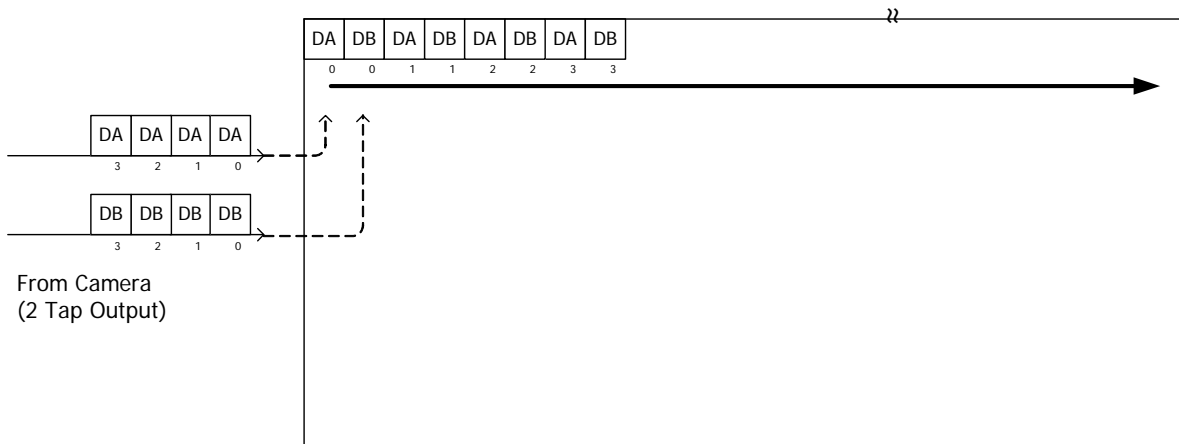 DA DB DA DB DA DB DA DB
0 0 1 1 2 2 3 3
DA DA DA DA
3 2 1 0
DB DB DB DB
3 2 1 0
From Camera
(2 Tap Output)